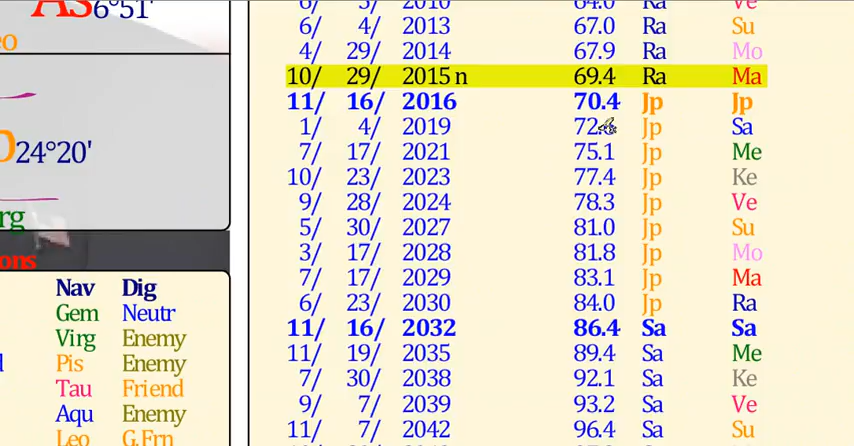 AS 6°51'
eo
24°20'
rg
ons
Nav Dig
Gem Neutr
Virg Enemy
Pis Enemy
Tau Friend
Aqu Enemy
Leo G.Frn
6/ 4/ 2013 67.0 Ra Su
4/ 29/ 2014 67.9 Ra Mo
10/ 29/ 2015 n 69.4 Ra Ma
11/ 16/ 2016 70.4 Jp Jp
1/ 4/ 2019 72. Jp Sa
7/ 17/ 2021 75.1 Jp Me
10/ 23/ 2023 77.4 Jp Ke
9/ 28/ 2024 78.3 Jp Ve
5/ 30/ 2027 81.0 Jp Su
3/ 17/ 2028 81.8 Jp Mo
7/ 17/ 2029 83.1 Jp Ma
6/ 23/ 2030 84.0 Jp Ra
11/ 16/ 2032 86.4 Sa Sa
11/ 19/ 2035 89.4 Sa Me
7/ 30/ 2038 92.1 Sa Ke
9/ 7/ 2039 93.2 Sa Ve
11/ 7/ 2042 96.4 Sa Su